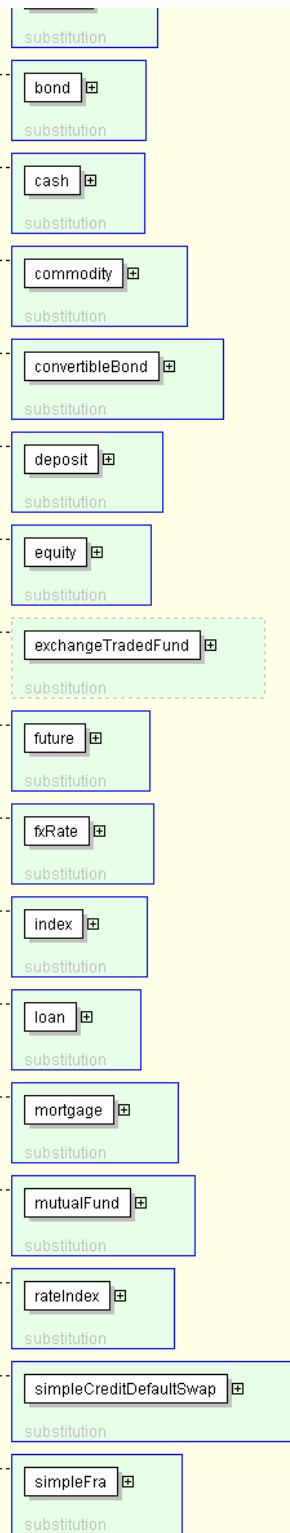 substitution
bond
substitution
cash
substitution
commodity
substitution
convertibleBond
substitution
deposit
substitution
equity
substitution
exchangeTradedFund
substitution
future
substitution
fxRate
substitution
index
substitution
loan
substitution
mortgage
substitution
mutualFund
substitution
rateIndex
substitution
simpleCreditDefaultSwap
substitution
simpleFra
substitution